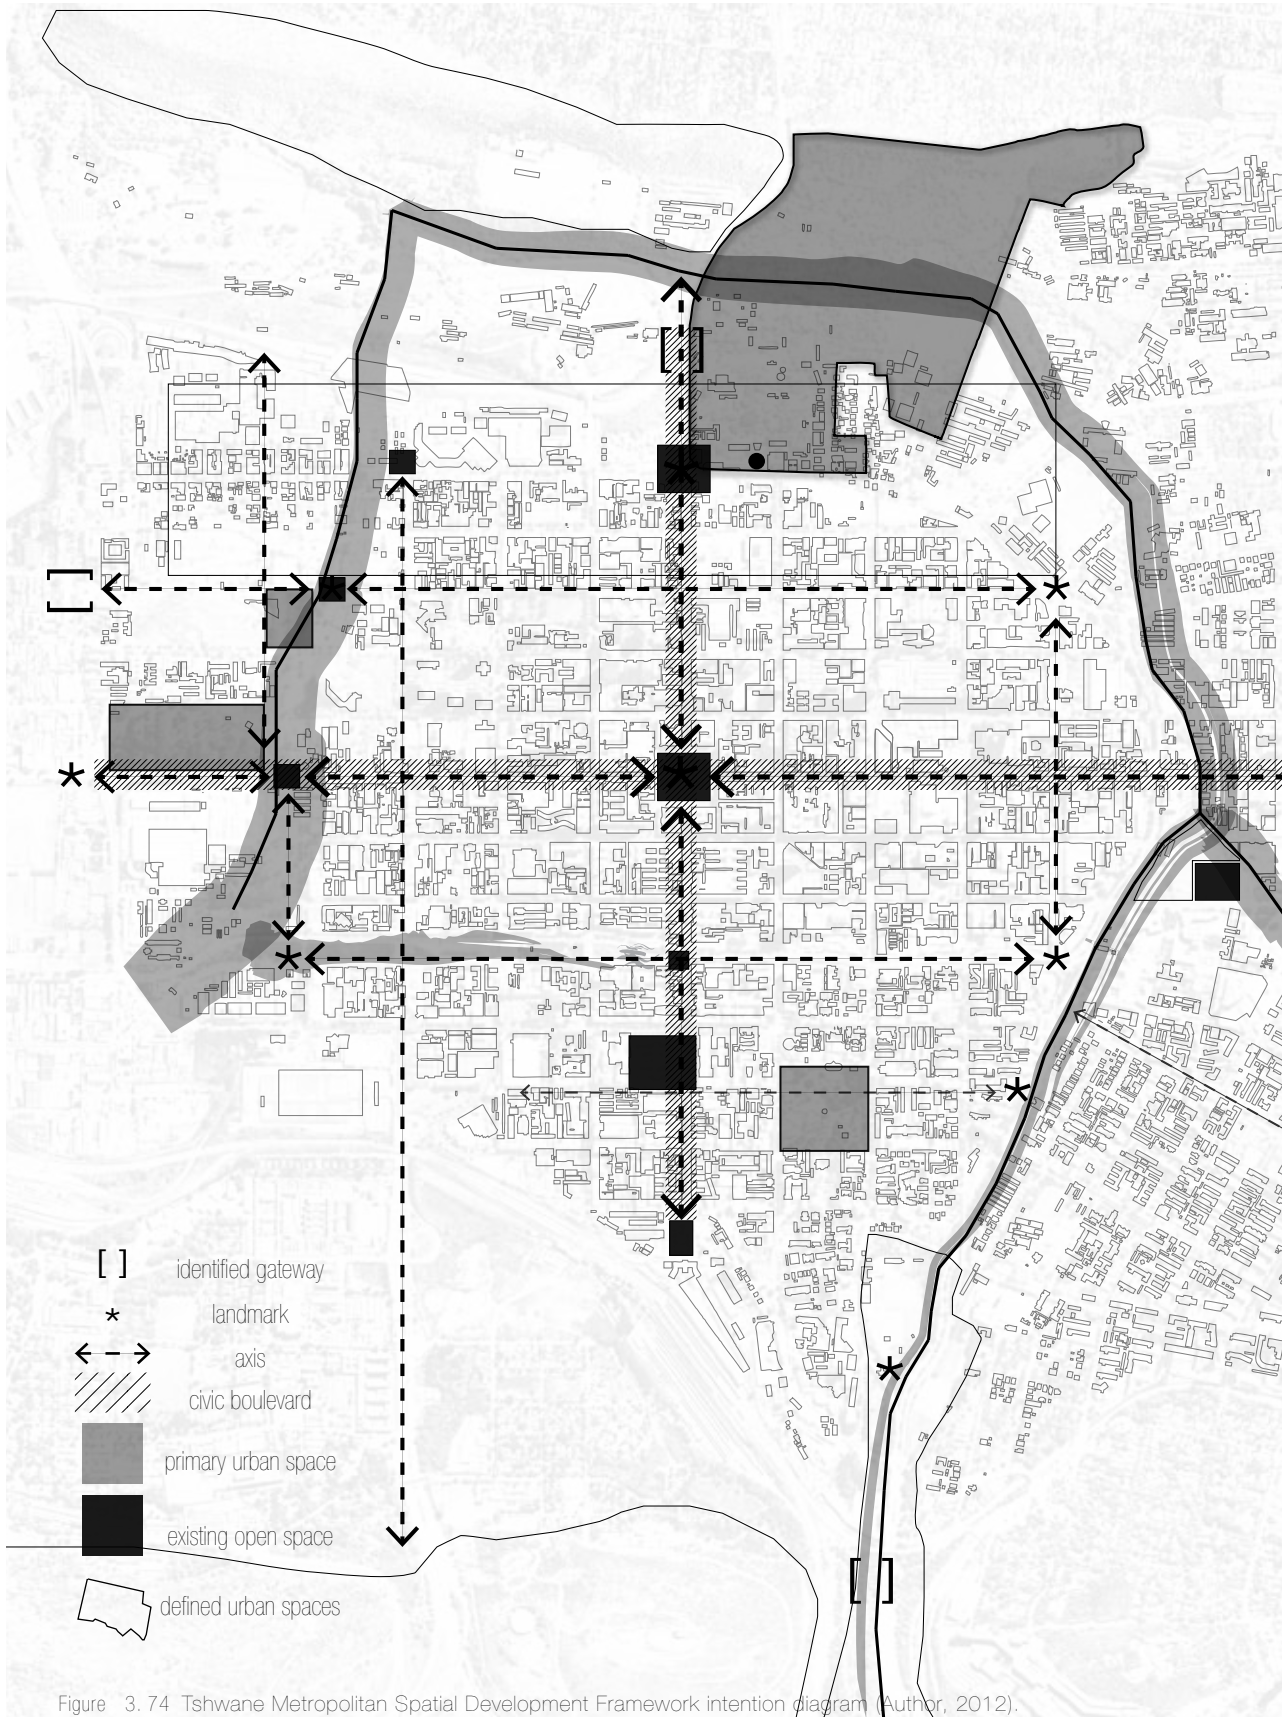 [ ] identified gateway
* landmark
axis
civic boulevard
primary urban space
existing open space
defined urban spaces
Figure 3. 74 Tshwane Metropolitan Spatial Development Framework intention diagram (Author, 2012).